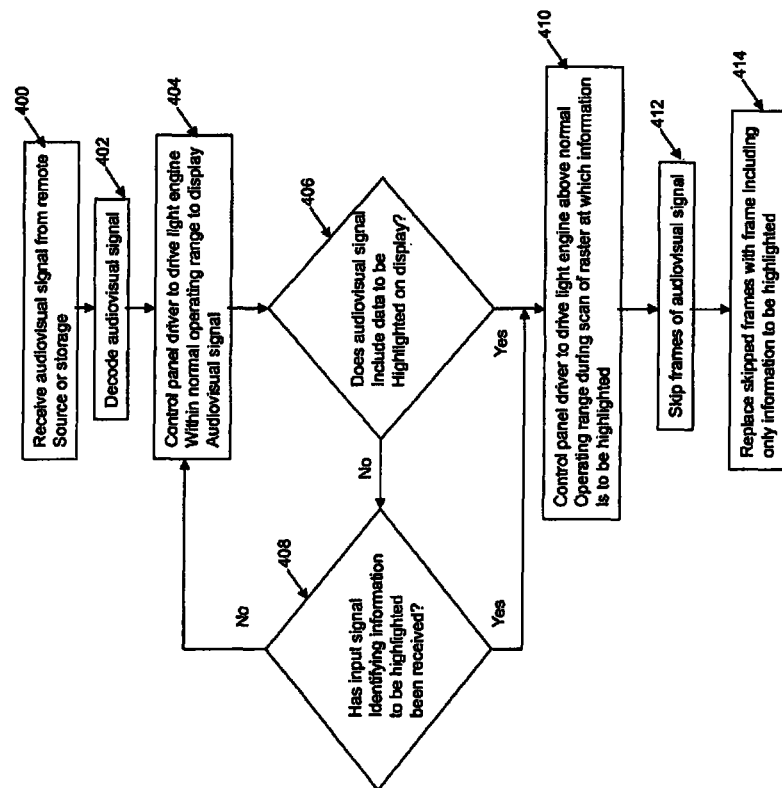 400
Receive audiovisual signal from remote
Source or storage
402
Decode audiovisual signal
404
Control panel driver to drive light engine
Within normal operating range to display
Audiovisual signal
406
Does audiovisual signal
Include data to be
Highlighted on display?
No
Yes
408
Has input signal
Identifying information
to be highlighted
been received?
No
Yes
410
Control panel driver to drive light engine above normal
Operating range during scan of raster at which information
Is to be highlighted
412
Skip frames of audiovisual signal
414
Replace skipped frames with frame Including
only information to be highlighted